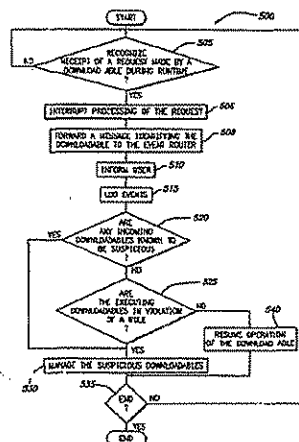 START
500
505
RECOGNIZE
RECEIPT OF A REQUEST MADE BY A
DOWNLOAD ABLE DURING RUNTIME
?
NO
YES
506
INTERRUPT PROCESSING OF THE REQUEST
508
FORWARD A MESSAGE IDENTIFYING THE
DOWNLOADABLE TO THE EVENT ROUTER
510
INFORM USER
515
LOG EVENTS
520
ARE
ANY INCOMING
DOWNLOADABLES KNOWN TO
BE SUSPICIOUS
?
YES
NO
525
ARE
THE EXECUTING
DOWNLOADABLES IN VIOLATION
OF A RULE
?
NO
540
RESUME OPERATION
OF THE DOWNLOAD ABLE
YES
MANAGE THE SUSPICIOUS DOWNLOADABLES
530
535
END
?
NO
YES
END